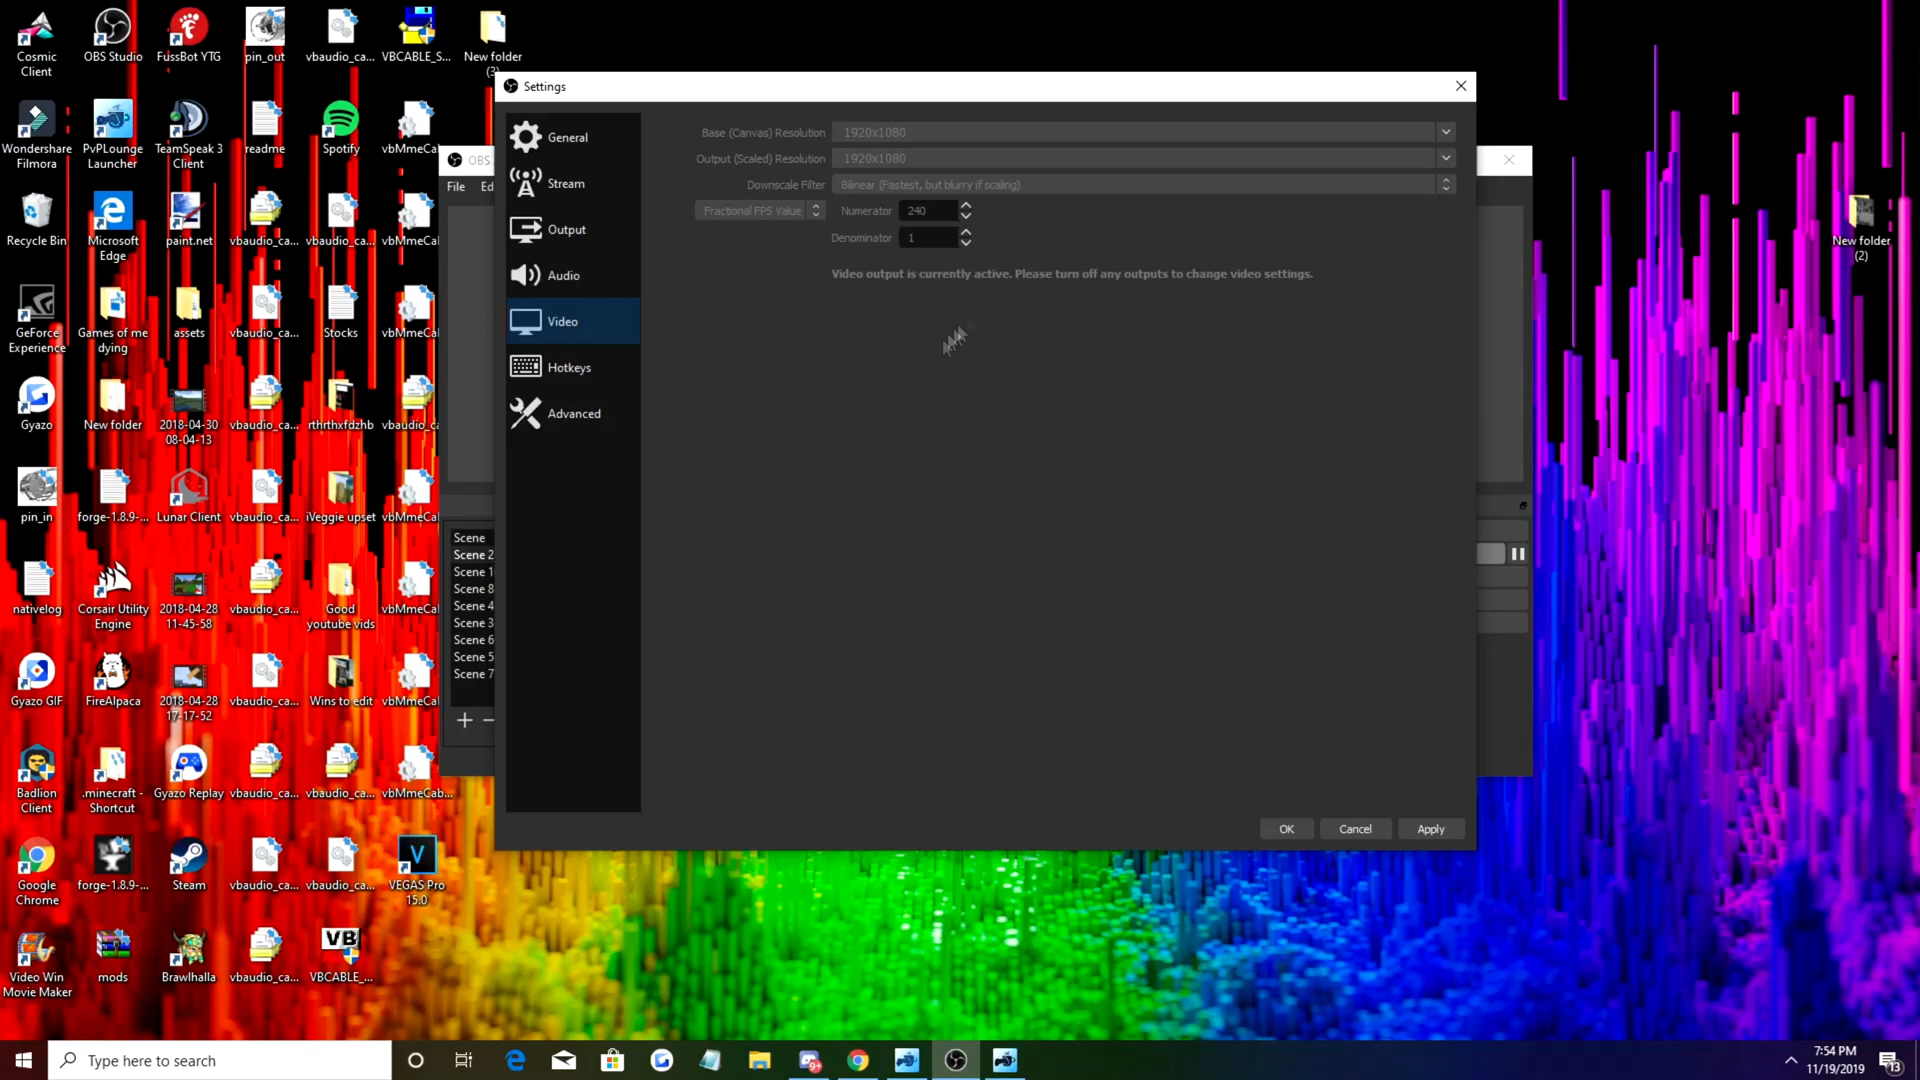 Cosmic
Client
OBS Studio
FussBot YTG
pin_out
vbaudio_ca...
VBCABLE_S...
New folder
(3)
Wondershare
Filmora
PvPLounge
Launcher
TeamSpeak 3
Client
readme
Spotify
vbMmeCa
Recycle Bin
Microsoft
Edge
paint.net
vbaudio_ca...
vbaudio_ca...
vbMmeCal
GeForce
Experience
Games of me
dying
assets
vbaudio_ca...
Stocks
vbMmeCal
Gyazo
New folder
2018-04-30
08-04-13
vbaudio_ca...
rthrthxfdzhb
vbaudio_ca
pin_in
forge-1.8.9-...
Lunar Client
vbaudio_ca...
iVeggie upset
vbMmeCal
nativelog
Corsair Utility
Engine
2018-04-28
11-45-58
vbaudio_ca...
Good
youtube vids
vbMmeCal
Gyazo GIF
FireAlpaca
2018-04-28
17-17-52
vbaudio_ca...
Wins to edit
vbMmeCal
Badlion
Client
.minecraft -
Shortcut
Gyazo Replay
vbaudio_ca...
vbaudio_ca...
vbMmeCab...
Google
Chrome
forge-1.8.9-...
Steam
vbaudio_ca...
vbaudio_ca...
VEGAS Pro
15.0
Video Win
Movie Maker
mods
Brawlhalla
vbaudio_ca...
VBCABLE_...
New folder
(2)
OBS
File Ed
Scene
Scene 2
Scene 1
Scene 8
Scene 4
Scene 3
Scene 6
Scene 5
Scene 7
Settings
General
Stream
Output
Audio
Video
Hotkeys
Advanced
Base (Canvas) Resolution 1920x1080
Output (Scaled) Resolution 1920x1080
Downscale Filter Bilinear (Fastest, but blurry if scaling)
Fractional FPS Value Numerator 240
Denominator 1
Video output is currently active. Please turn off any outputs to change video settings.
OK Cancel Apply
Type here to search
7:54 PM
11/19/2019
13